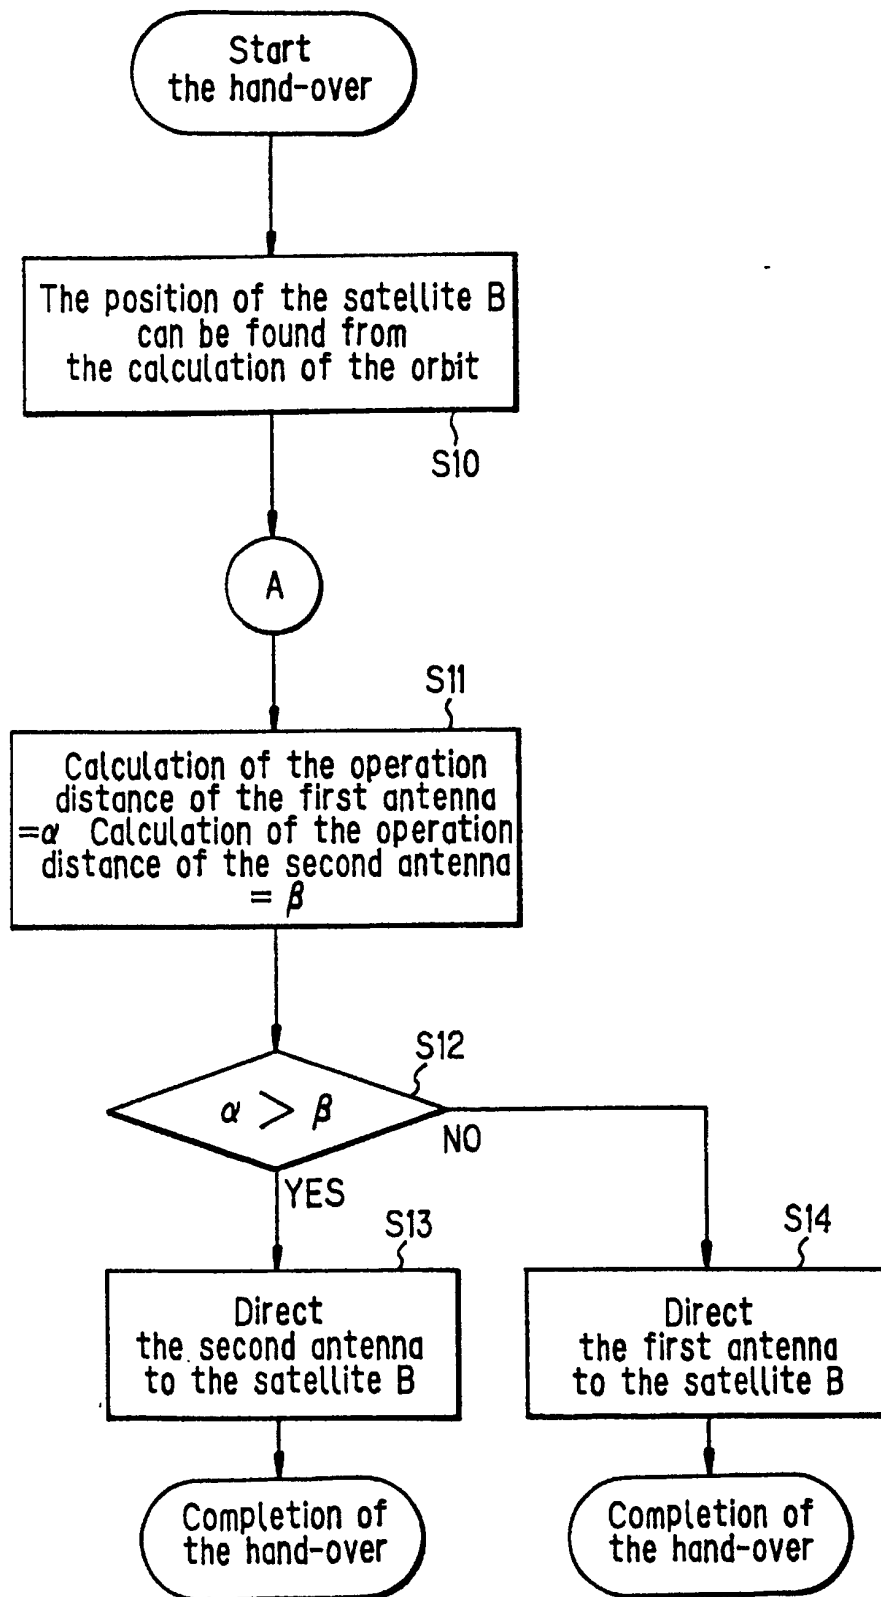 Start
the hand-over
The position of the satellite B
can be found from
the calculation of the orbit
S10
A
S11
Calculation of the operation
distance of the first antenna
=α Calculation of the operation
distance of the second antenna
= β
S12
α > β
NO
YES
S13
S14
Direct
the second antenna
to the satellite B
Direct
the first antenna
to the satellite B
Completion of
the hand-over
Completion of
the hand-over